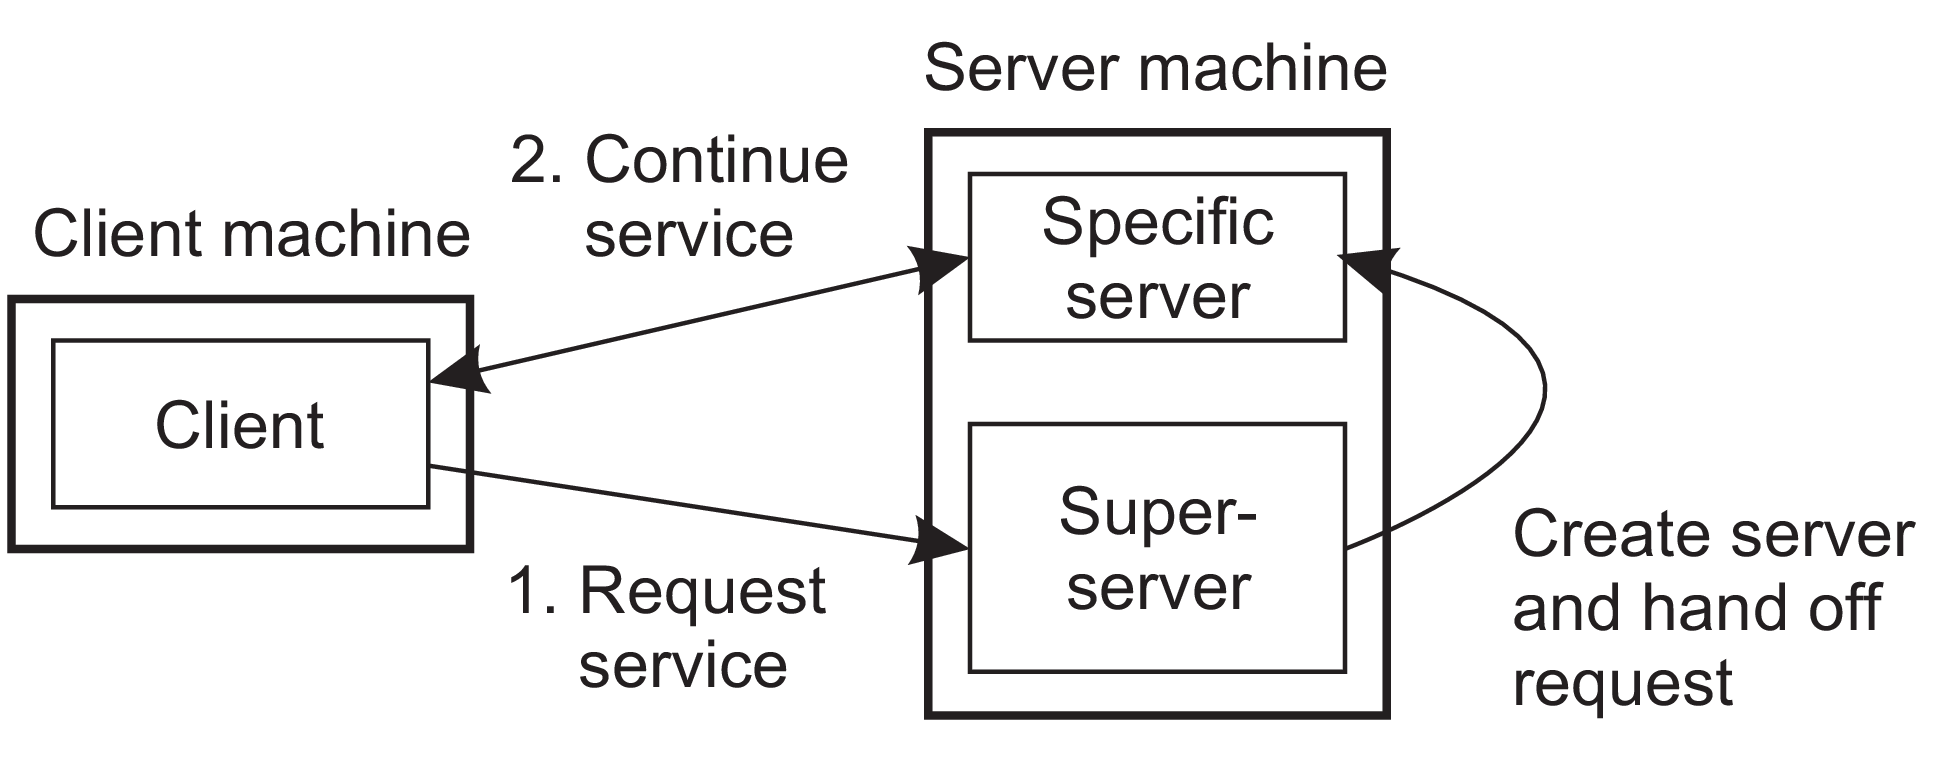 Server machine
2. Continue
service
Client machine
Specific
server
Client
Super-
server
1. Request
service
Create server
and hand off
request